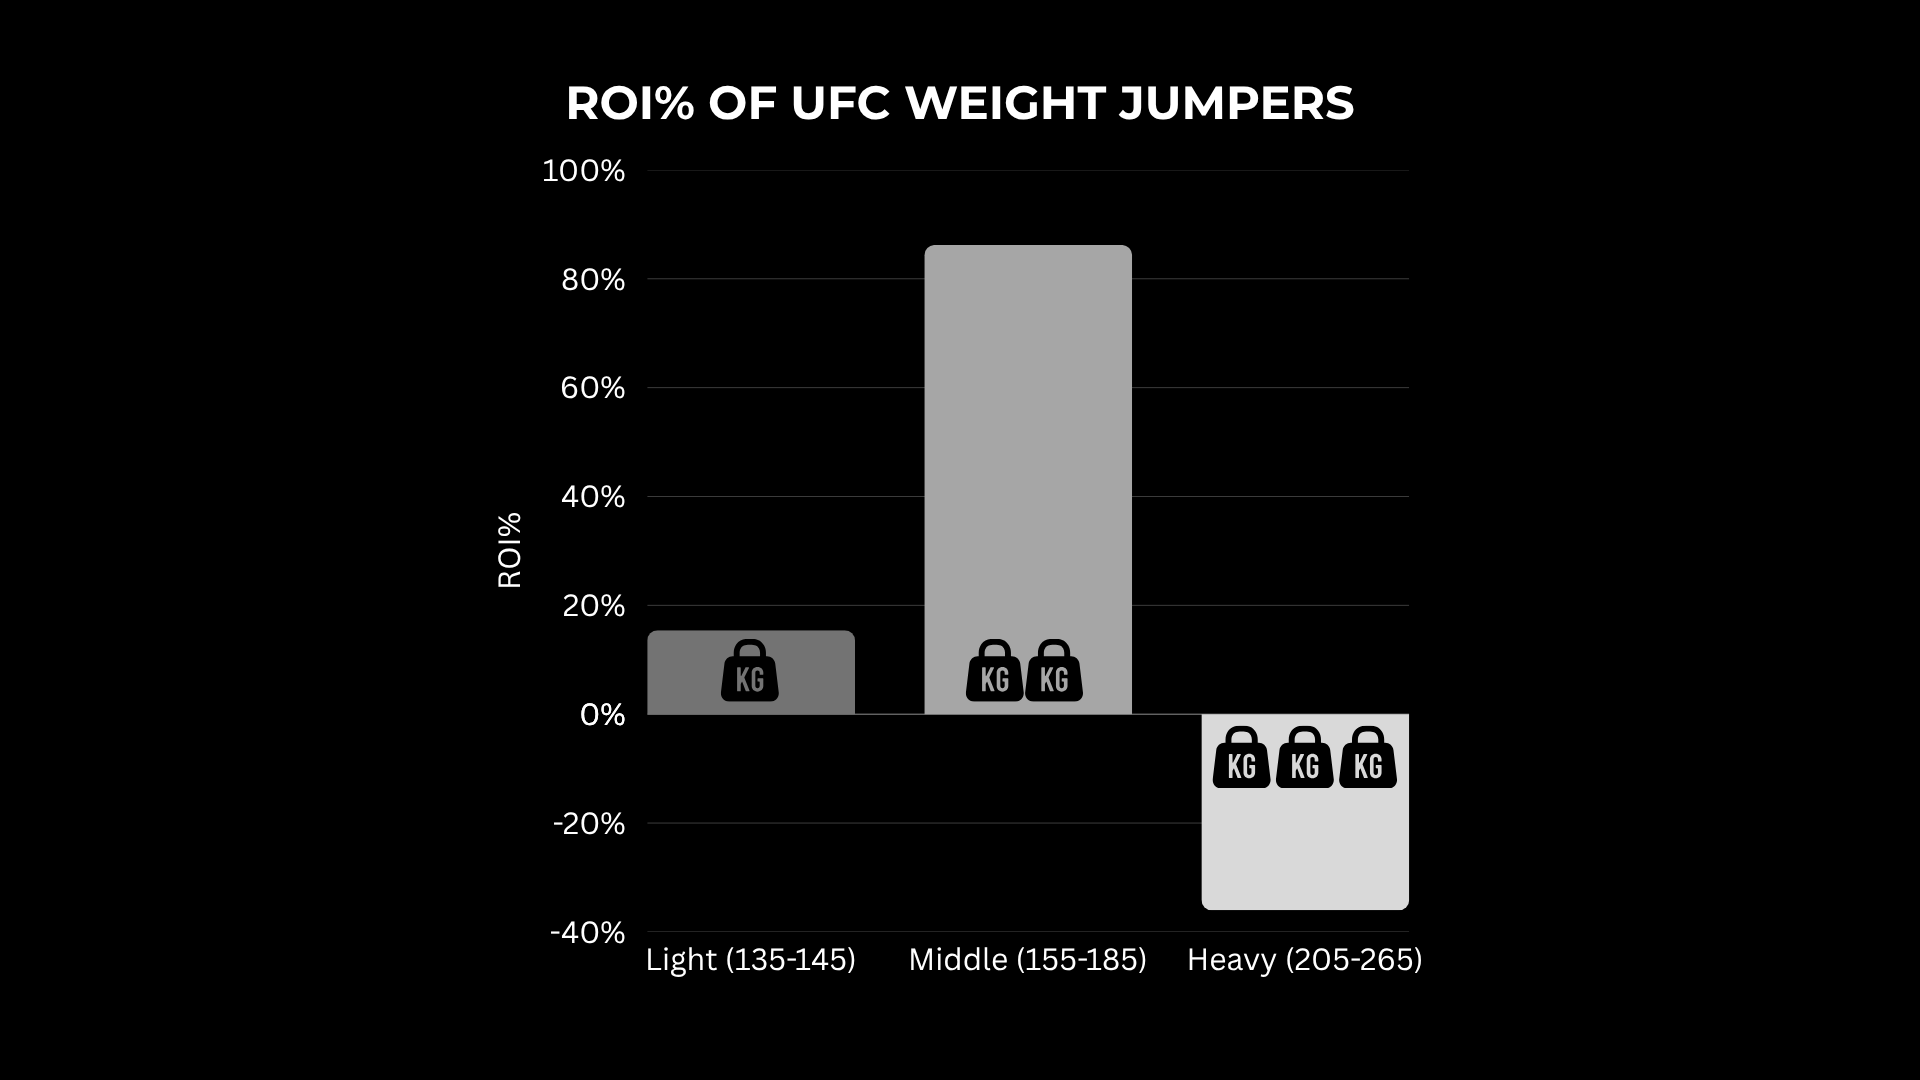 ROI% OF UFC WEIGHT JUMPERS
100%
80%
60%
40%
20%
0%
-20%
-40%
ROI%
KG
KG KG
KG KG KG
Light (135-145) Middle (155-185) Heavy (205-265)